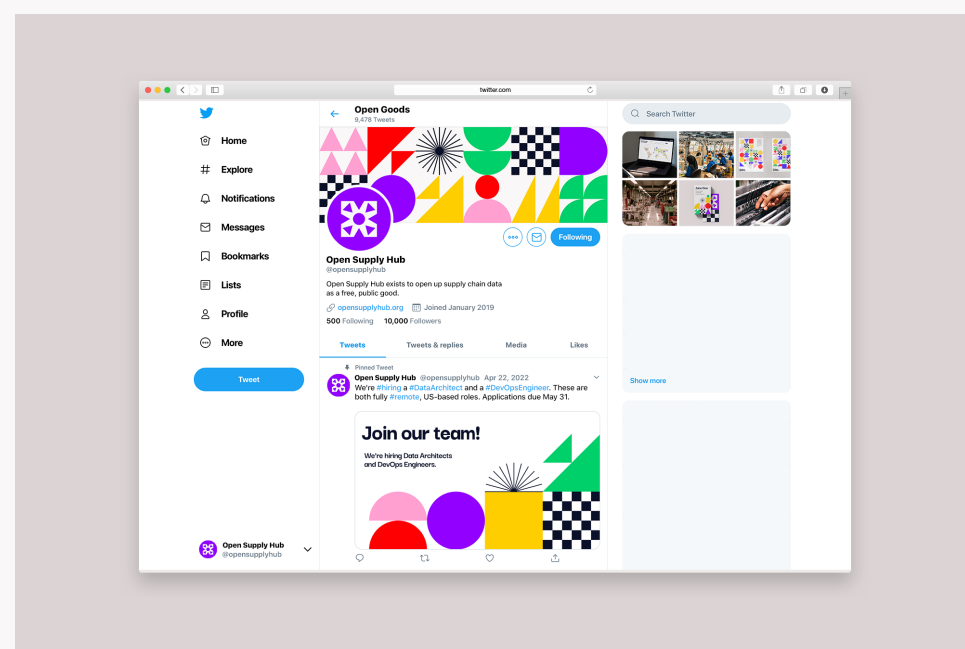 twitter.com
Open Goods
9,478 Tweets
Home
Explore
Notifications
Messages
Bookmarks
Lists
Profile
More
Tweet
Open Supply Hub
@opensupplyhub
Following
Open Supply Hub
@opensupplyhub
Open Supply Hub exists to open up supply chain data
as a free, public good.
opensupplyhub.org Joined January 2019
500 Following 10,000 Followers
Tweets Tweets & replies Media Likes
Pinned Tweet
Open Supply Hub @opensupplyhub Apr 22, 2022
We're #hiring a #DataArchitect and a #DevOpsEngineer. These are
both fully #remote, US-based roles. Applications due May 31.
Join our team!
We're hiring Data Architects
and DevOps Engineers.
Search Twitter
Show more